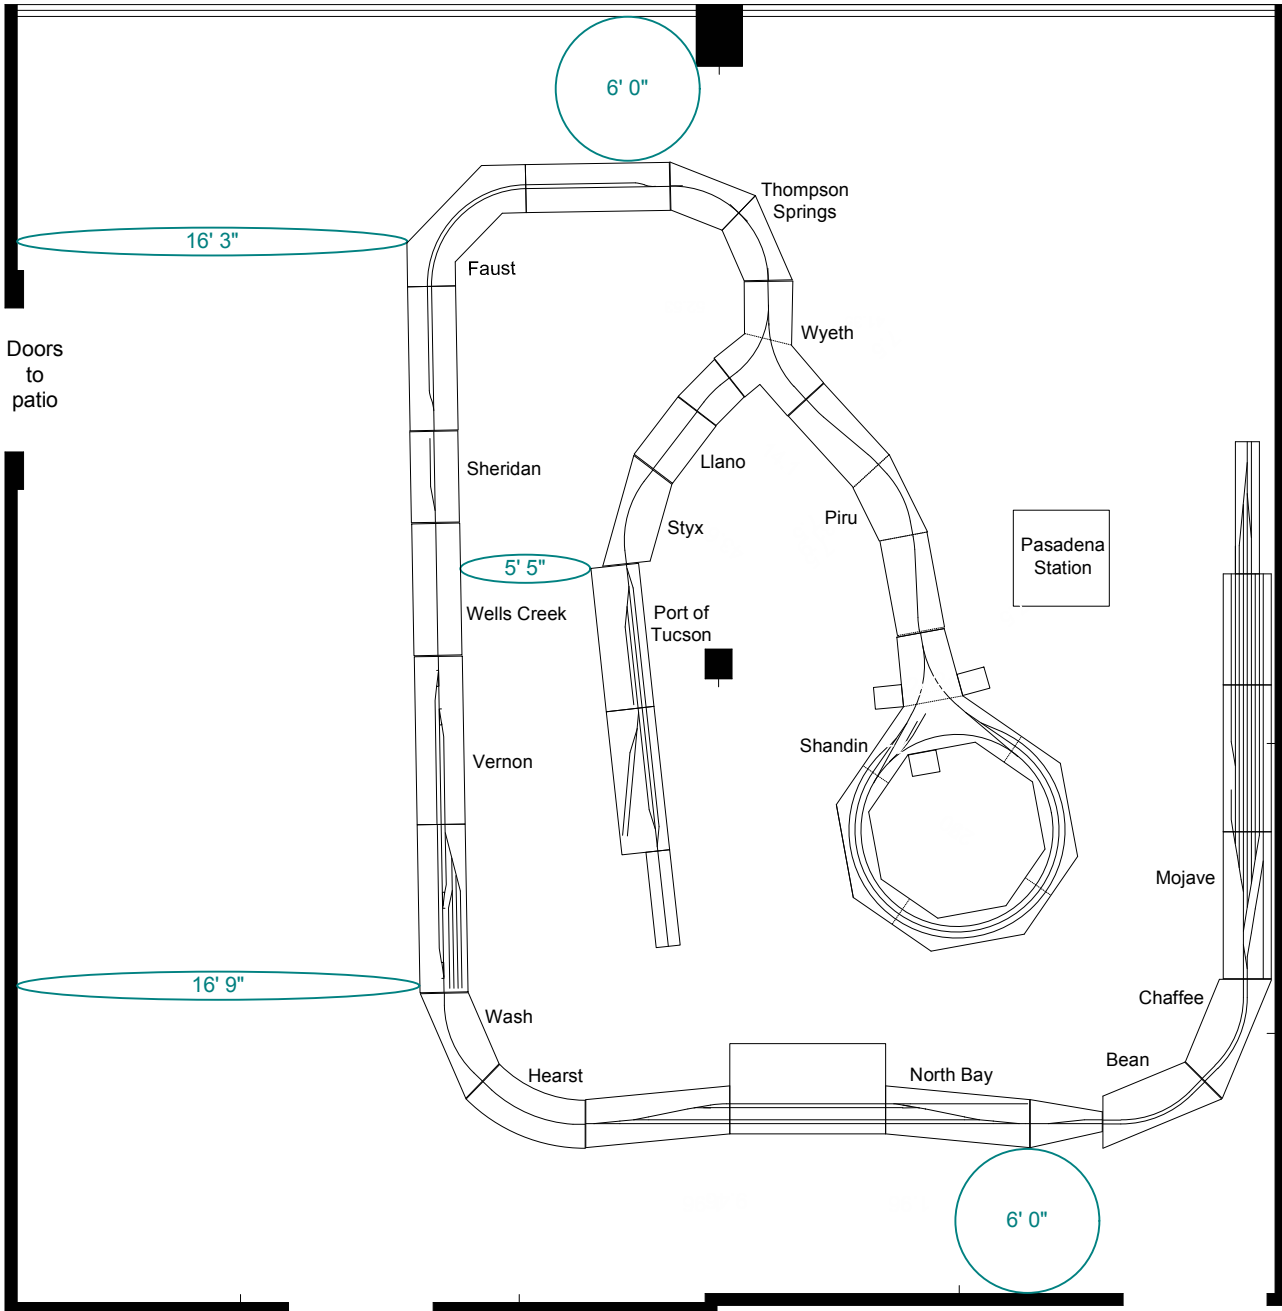 6' 0"
Thompson
Springs
16' 3"
Faust
Wyeth
Doors
to
patio
Sheridan
Llano
Styx
Piru
Pasadena
Station
5' 5"
Wells Creek
Port of
Tucson
Shandin
Vernon
Mojave
16' 9"
Chaffee
Wash
Bean
Hearst
North Bay
6' 0"